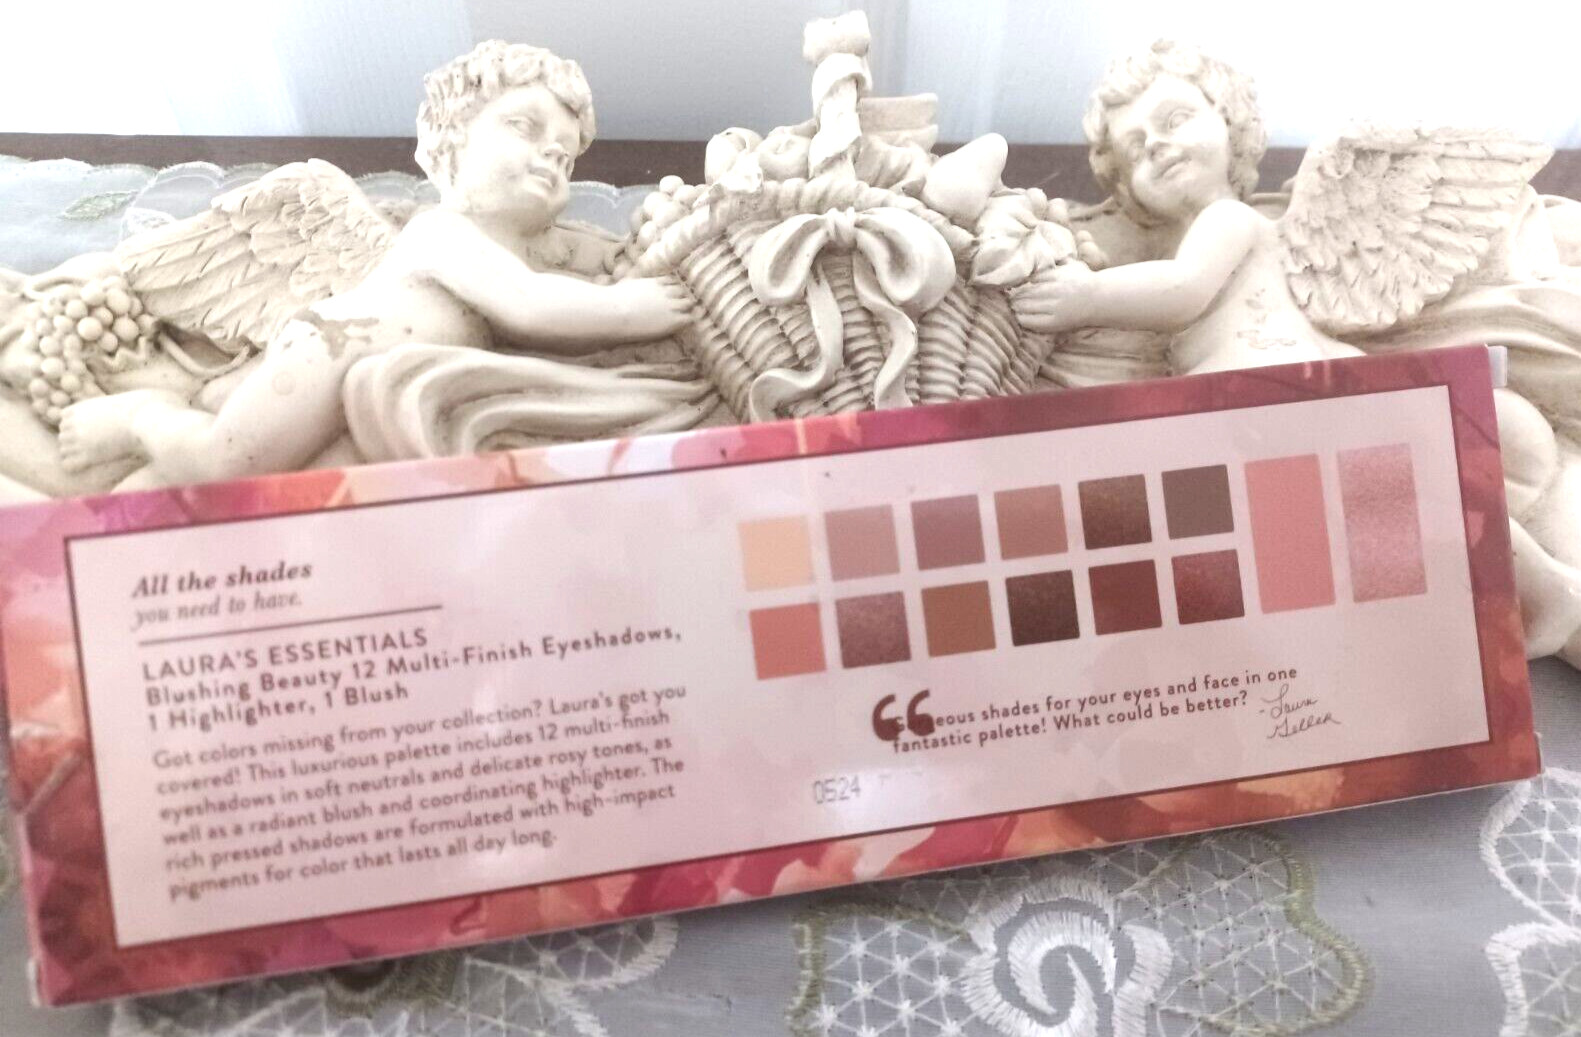 All the shades
you need to have.
LAURA'S ESSENTIALS
Blushing Beauty 12 Multi-Finish Eyeshadows,
1 Highlighter, 1 Blush
Got colors missing from your collection? Laura's got you
covered! This luxurious palette includes 12 multi-finish
eyeshadows in soft neutrals and delicate rosy tones, as
well as a radiant blush and coordinating highlighter. The
rich pressed shadows are formulated with high-impact
pigments for color that lasts all day long.
“
shades for your eyes and face in one
fantastic palette! What could be better?
- Laura
Geller
0524